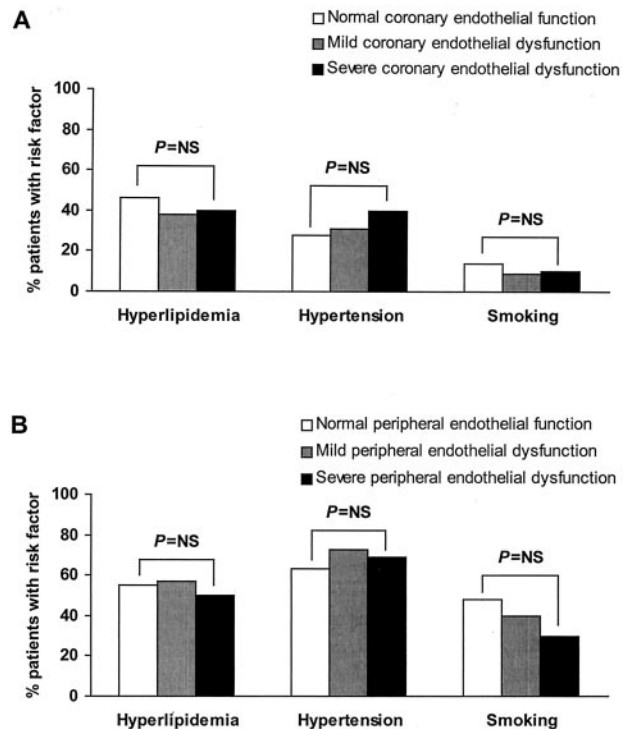 A
Normal coronary endothelial function
Mild coronary endothelial dysfunction
Severe coronary endothelial dysfunction
% patients with risk factor
100
80
60
40
20
0
P=NS
P=NS
P=NS
Hyperlipidemia
Hypertension
Smoking
B
Normal peripheral endothelial function
Mild peripheral endothelial dysfunction
Severe peripheral endothelial dysfunction
% patients with risk factor
100
80
60
40
20
0
P=NS
P=NS
P=NS
Hyperlipidemia
Hypertension
Smoking